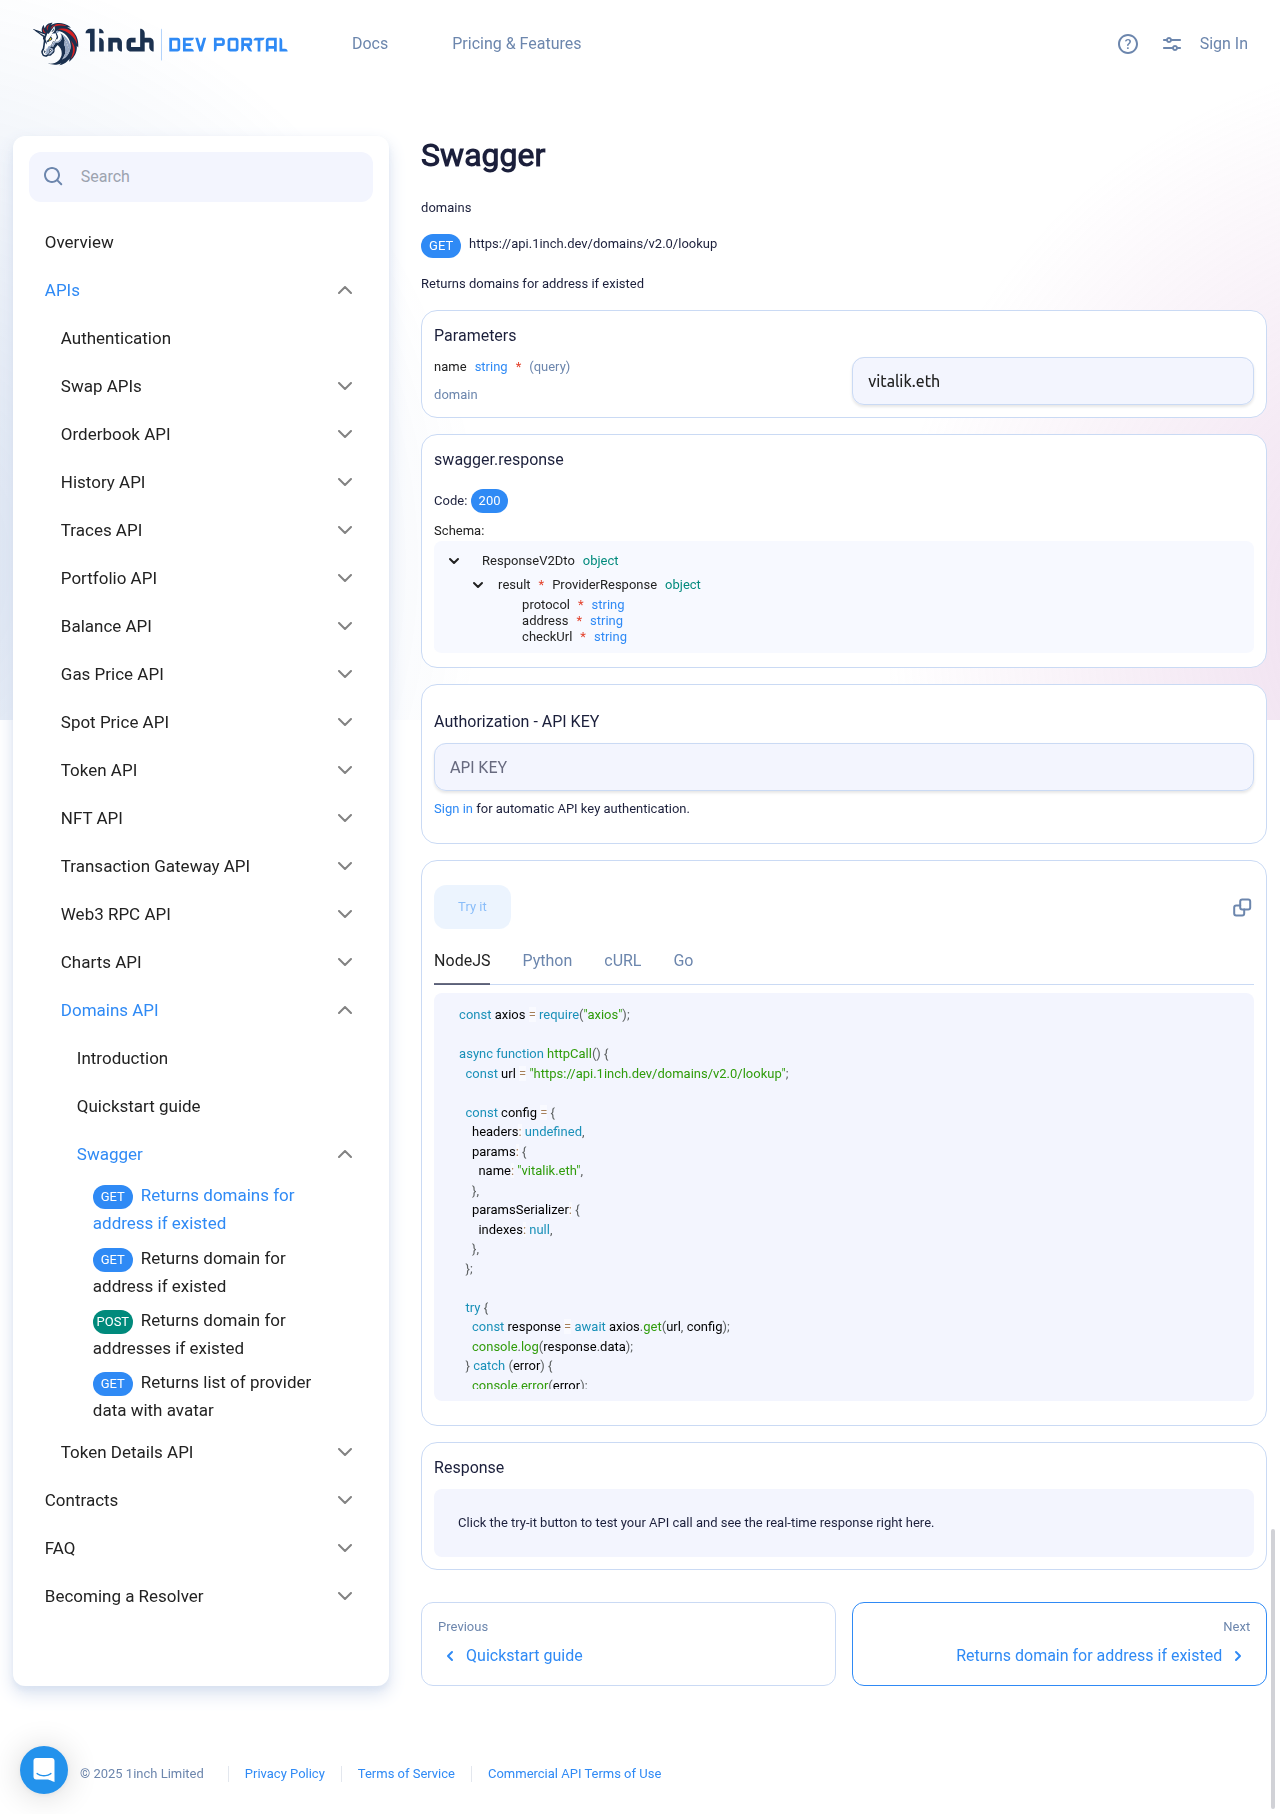 1inch DEV PORTAL
Docs
Pricing & Features
Sign In
Search
Overview
APIs
Authentication
Swap APIs
Orderbook API
History API
Traces API
Portfolio API
Balance API
Gas Price API
Spot Price API
Token API
NFT API
Transaction Gateway API
Web3 RPC API
Charts API
Domains API
Introduction
Quickstart guide
Swagger
GET Returns domains for
address if existed
GET Returns domain for
address if existed
POST Returns domain for
addresses if existed
GET Returns list of provider
data with avatar
Token Details API
Contracts
FAQ
Becoming a Resolver
Swagger
domains
GET https://api.1inch.dev/domains/v2.0/lookup
Returns domains for address if existed
Parameters
name string * (query)
domain
vitalik.eth
swagger.response
Code: 200
Schema:
ResponseV2Dto object
result * ProviderResponse object
protocol * string
address * string
checkUrl * string
Authorization - API KEY
API KEY
Sign in for automatic API key authentication.
Try it
NodeJS Python cURL Go
const axios = require("axios");
async function httpCall() {
const url = "https://api.1inch.dev/domains/v2.0/lookup";
const config = {
headers: undefined,
params: {
name: "vitalik.eth",
},
paramsSerializer: {
indexes: null,
},
};
try {
const response = await axios.get(url, config);
console.log(response.data);
} catch (error) {
console.error(error);
Response
Click the try-it button to test your API call and see the real-time response right here.
Previous
Quickstart guide
Next
Returns domain for address if existed
© 2025 1inch Limited
Privacy Policy
Terms of Service
Commercial API Terms of Use